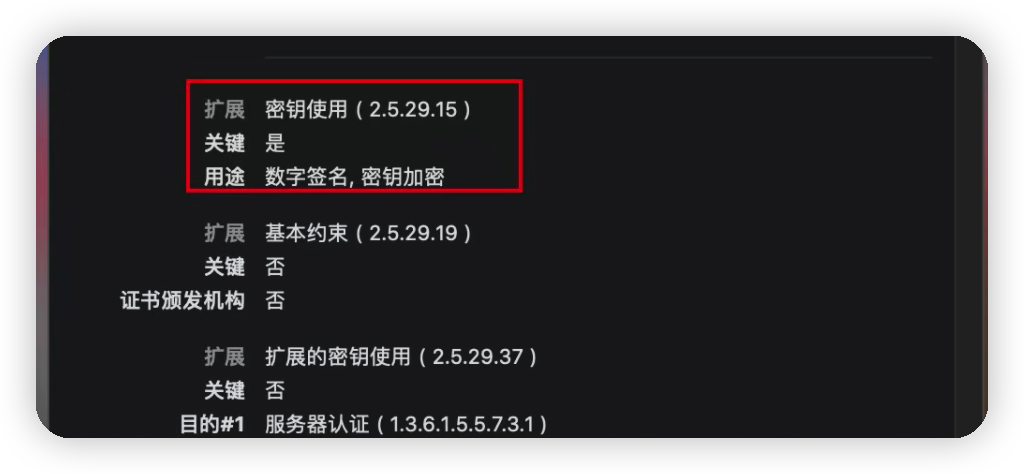 扩展 密钥使用 ( 2.5.29.15 )
关键 是
用途 数字签名, 密钥加密
扩展 基本约束 ( 2.5.29.19 )
关键 否
证书颁发机构 否
扩展 扩展的密钥使用 ( 2.5.29.37 )
关键 否
目的#1 服务器认证 ( 1.3.6.1.5.5.7.3.1 )